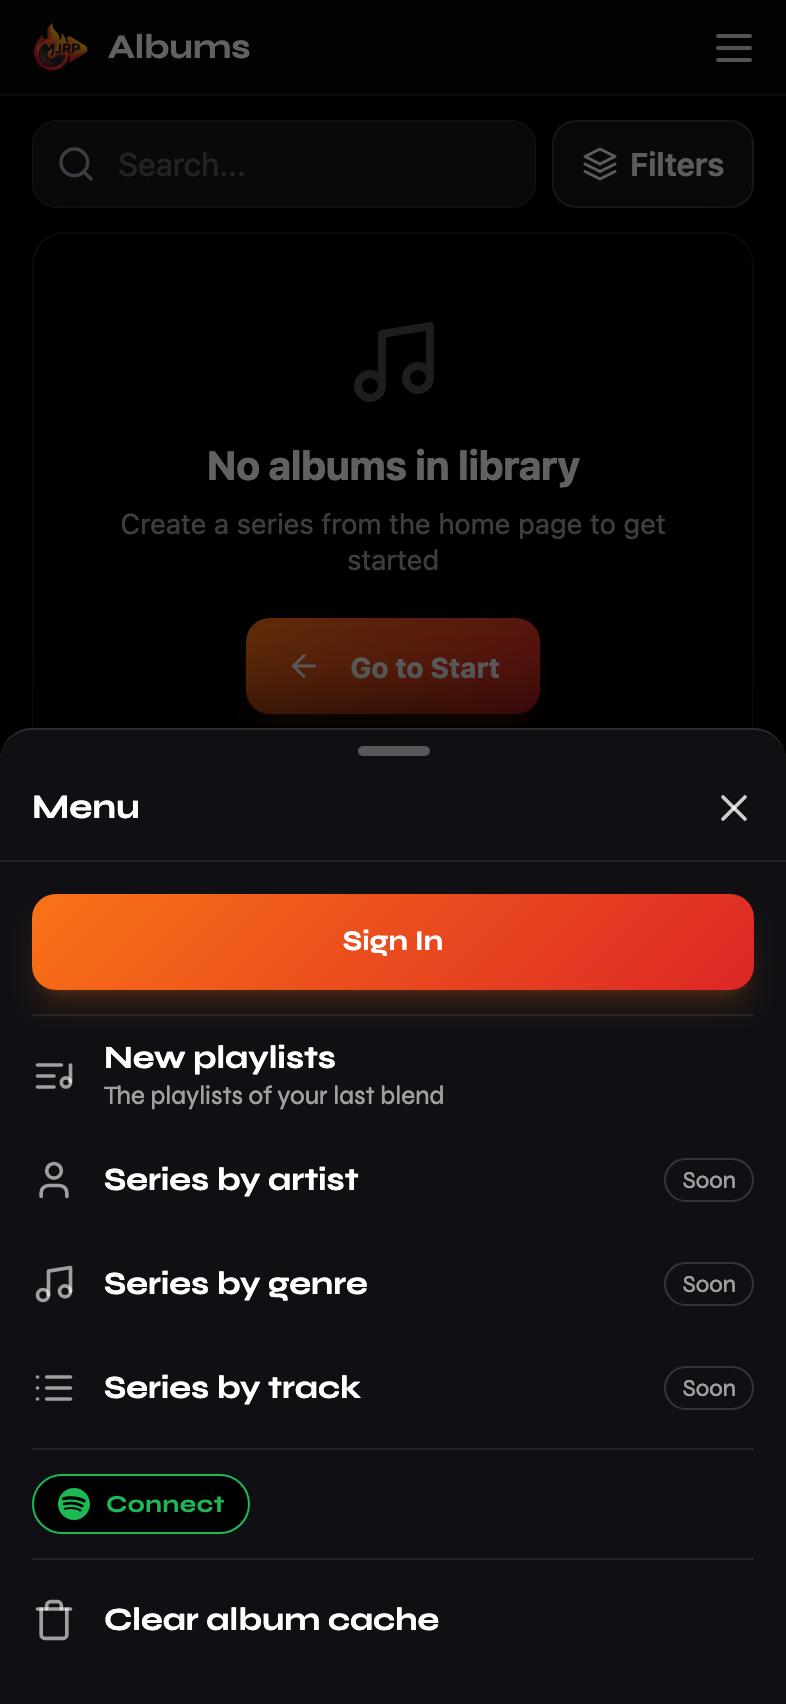 MJRP
Albums
Search...
Filters
No albums in library
Create a series from the home page to get
started
Go to Start
Menu
Sign In
New playlists
The playlists of your last blend
Series by artist
Soon
Series by genre
Soon
Series by track
Soon
Connect
Clear album cache